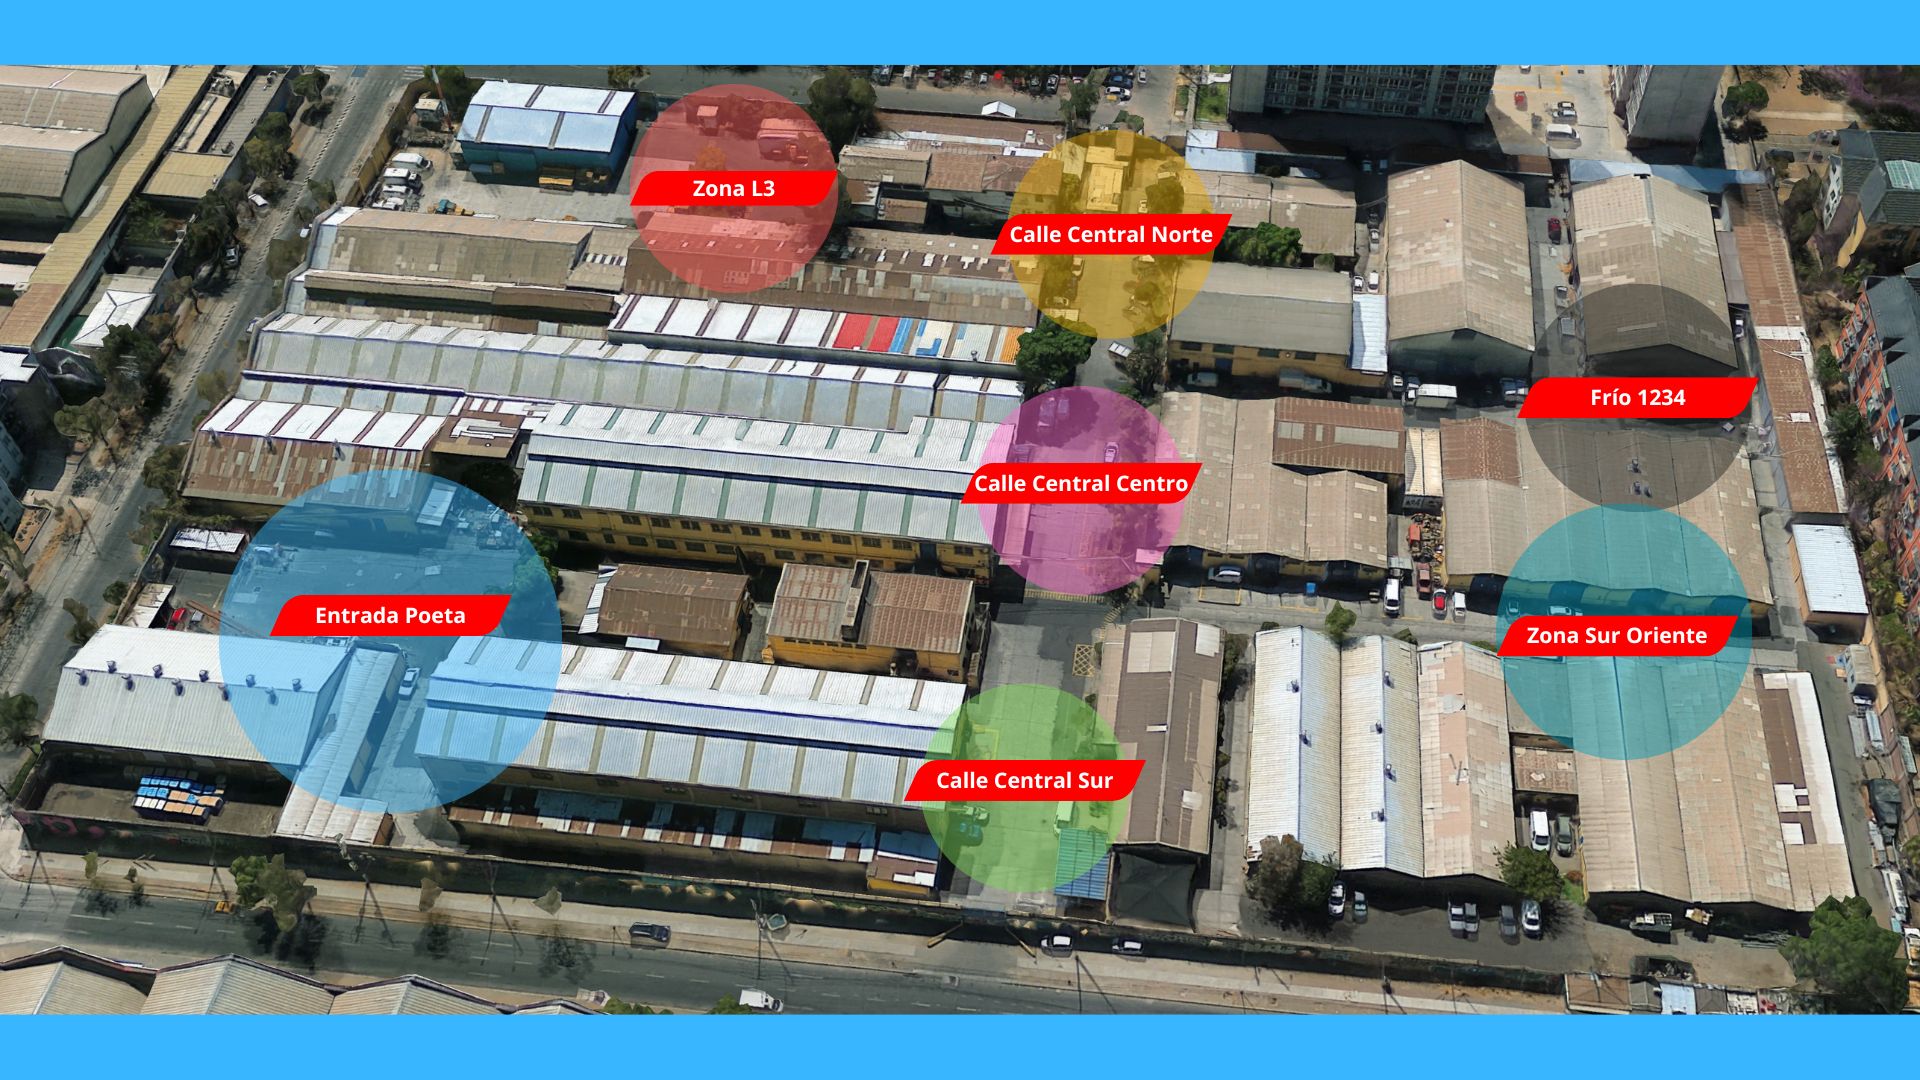 Zona L3
Calle Central Norte
Frío 1234
Calle Central Centro
Entrada Poeta
Zona Sur Oriente
Calle Central Sur